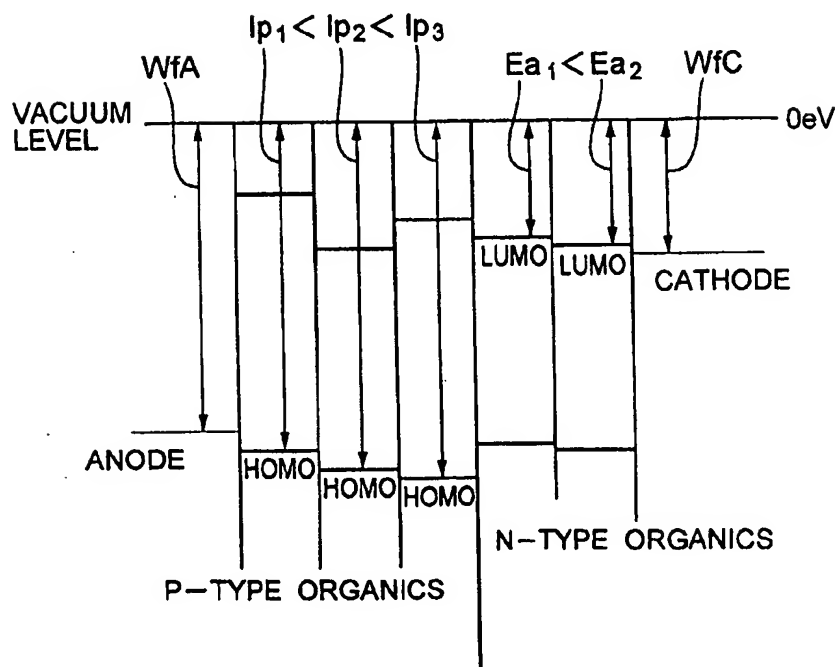 Ip1 < Ip2 < Ip3
WfA
Ea1 < Ea2
WfC
VACUUM
LEVEL
0eV
LUMO
LUMO
CATHODE
ANODE
HOMO
HOMO
HOMO
N-TYPE ORGANICS
P-TYPE ORGANICS